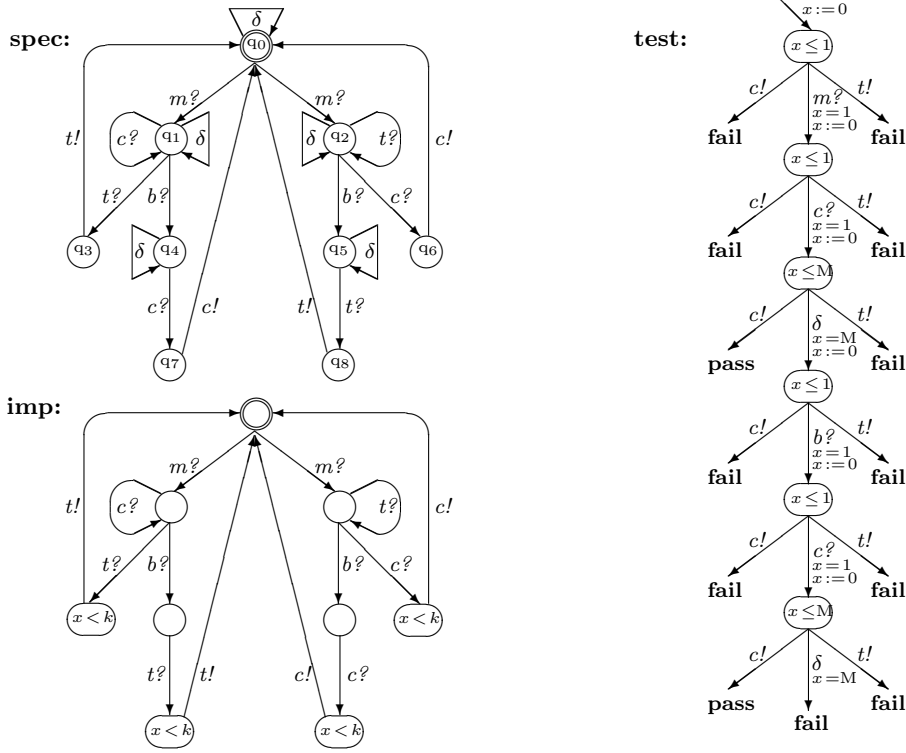 spec:
δ
q0
m? m?
q1 q2
c? δ δ t?
t! c!
t? b? b? c?
q3 q4 q5 q6
δ δ
c? c! t! t?
q7 q8
imp:
m? m?
c? t?
t! c!
t? b? b? c?
x < k x < k
t? t! c! c?
x < k x < k
test:
x:=0
x ≤ 1
c! m? t!
x=1
x:=0
fail fail
x ≤ 1
c! c? t!
x=1
x:=0
fail fail
x ≤M
c! δ t!
x=M
x:=0
pass fail
x ≤ 1
c! b? t!
x=1
x:=0
fail fail
x ≤ 1
c! c? t!
x=1
x:=0
fail fail
x ≤M
c! δ t!
x=M
pass fail
fail